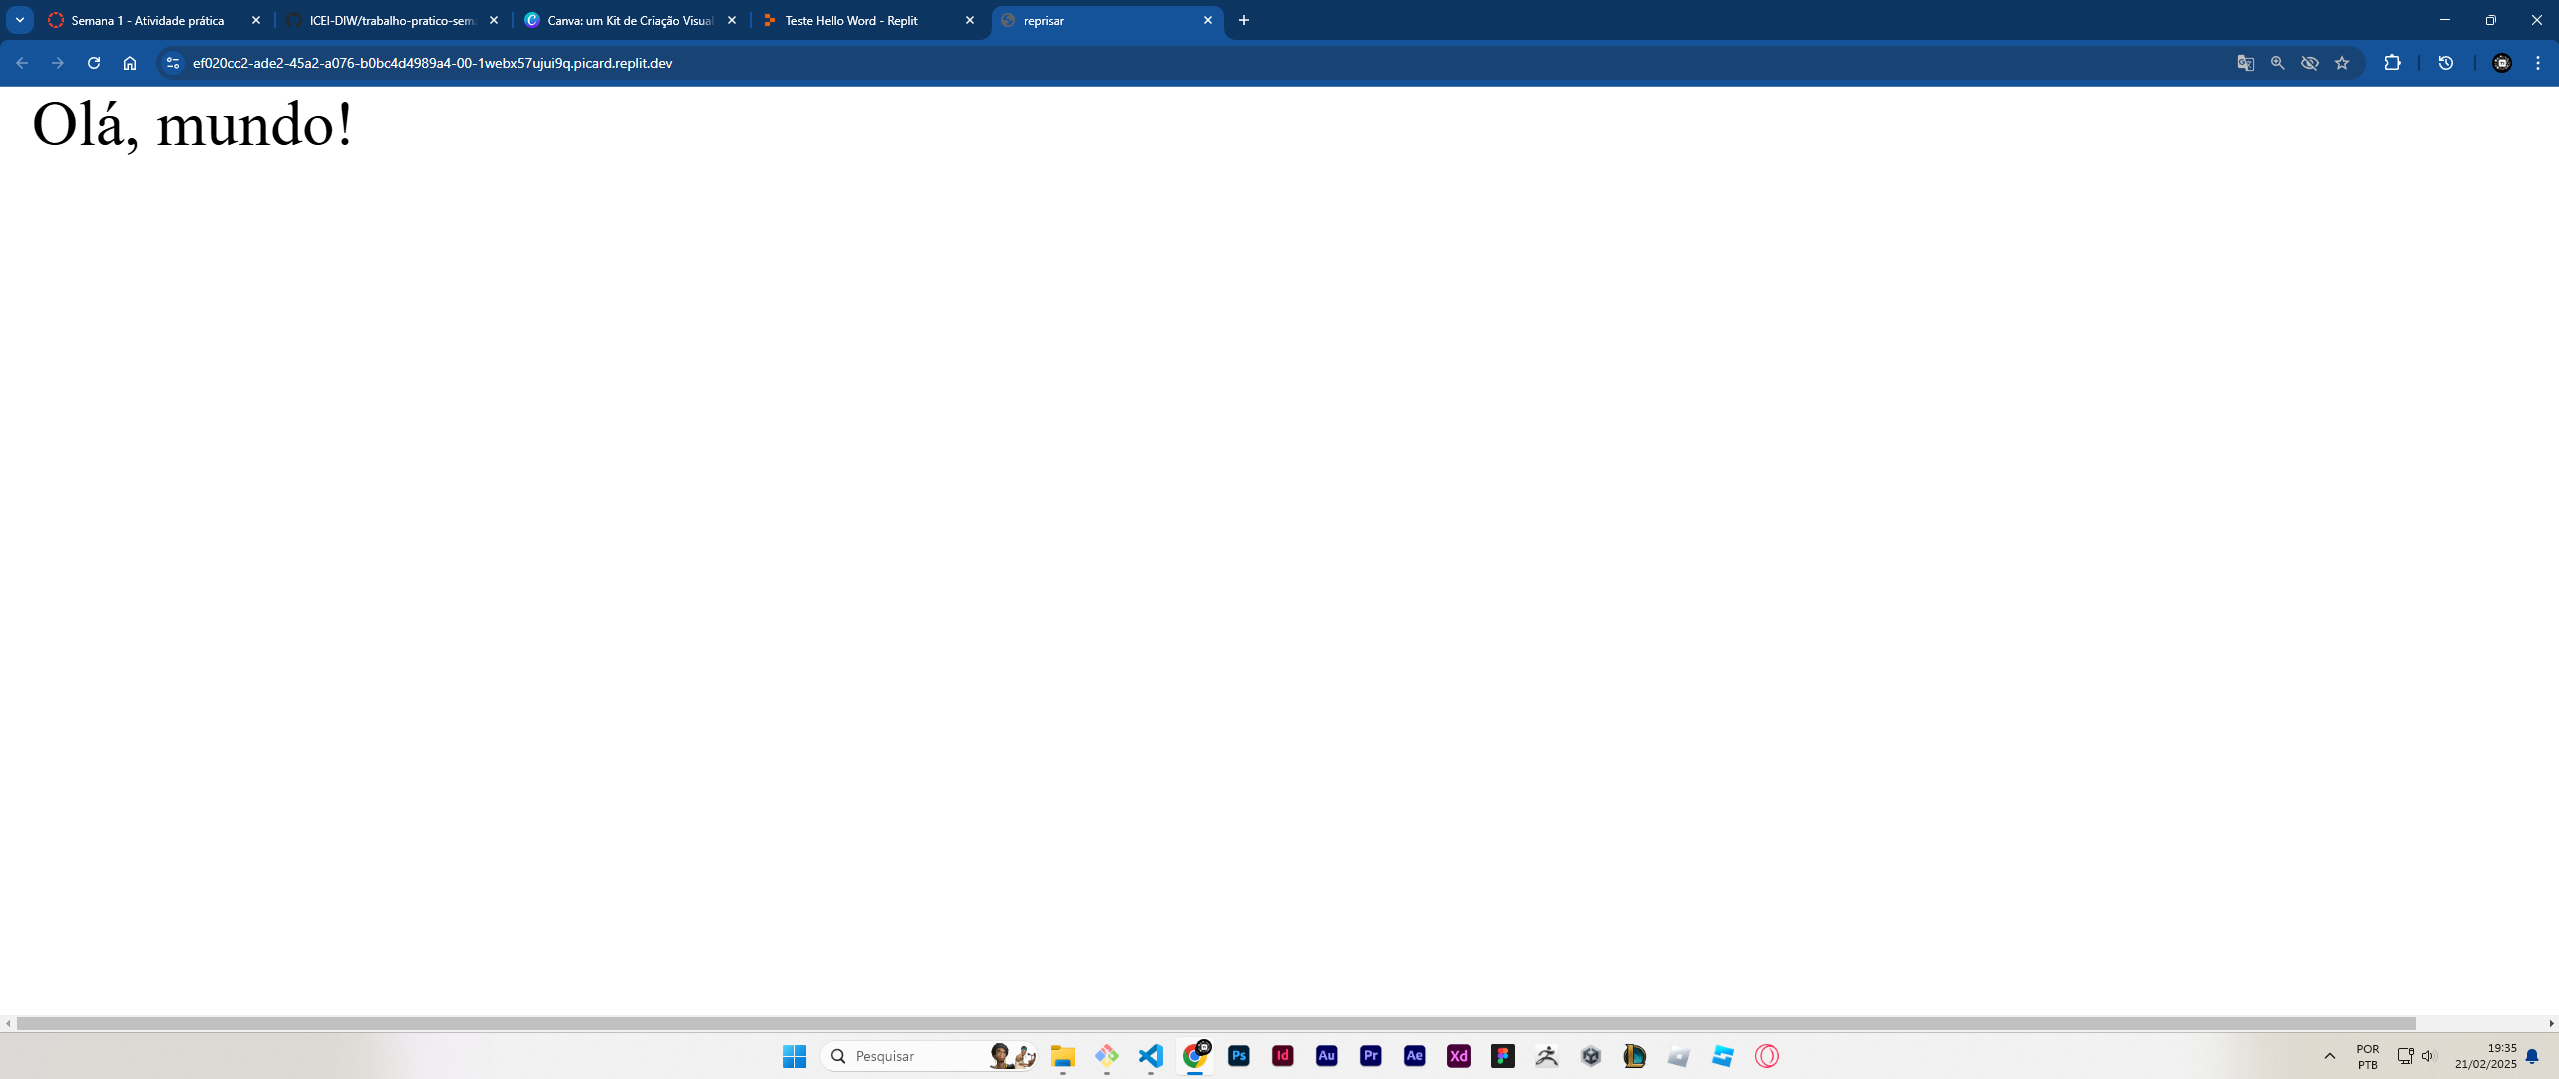 Semana 1 - Atividade prática
ICEI-DIW/trabalho-pratico-sem
Canva: um Kit de Criação Visual
Teste Hello Word - Replit
reprisar
ef020cc2-ade2-45a2-a076-b0bc4d4989a4-00-1webx57ujui9q.picard.replit.dev
Olá, mundo!
Pesquisar
Ps
Id
Au
Pr
Ae
Xd
POR
PTB
19:35
21/02/2025